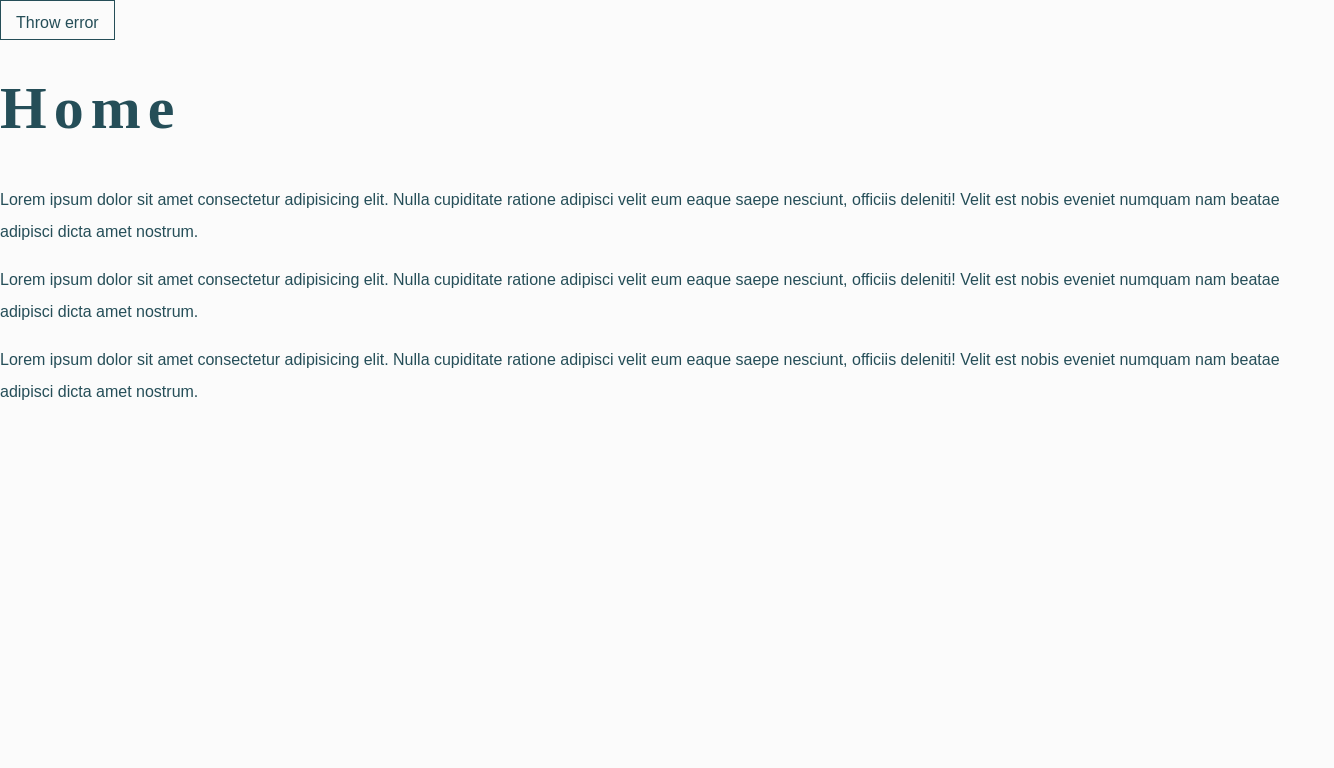 Throw error
Home
Lorem ipsum dolor sit amet consectetur adipisicing elit. Nulla cupiditate ratione adipisci velit eum eaque saepe nesciunt, officiis deleniti! Velit est nobis eveniet numquam nam beatae
adipisci dicta amet nostrum.
Lorem ipsum dolor sit amet consectetur adipisicing elit. Nulla cupiditate ratione adipisci velit eum eaque saepe nesciunt, officiis deleniti! Velit est nobis eveniet numquam nam beatae
adipisci dicta amet nostrum.
Lorem ipsum dolor sit amet consectetur adipisicing elit. Nulla cupiditate ratione adipisci velit eum eaque saepe nesciunt, officiis deleniti! Velit est nobis eveniet numquam nam beatae
adipisci dicta amet nostrum.